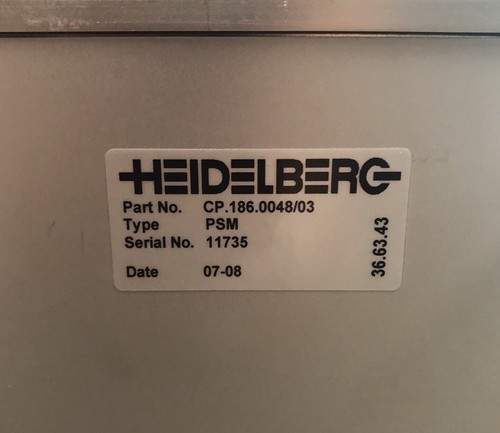 HEIDELBERG
Part No. CP.186.0048/03
Type PSM
Serial No. 11735
Date 07-08
36.63.43